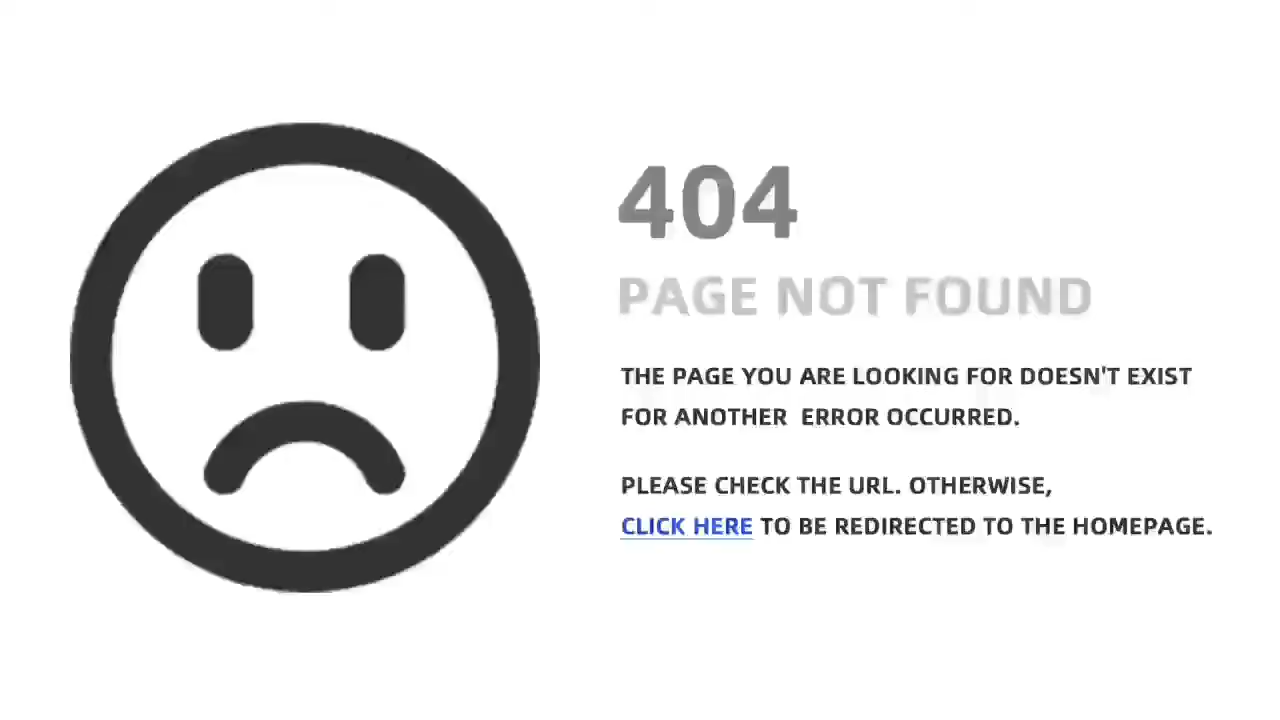 404
PAGE NOT FOUND
THE PAGE YOU ARE LOOKING FOR DOESN'T EXIST
FOR ANOTHER  ERROR OCCURRED.
PLEASE CHECK THE URL. OTHERWISE,
CLICK HERE TO BE REDIRECTED TO THE HOMEPAGE.